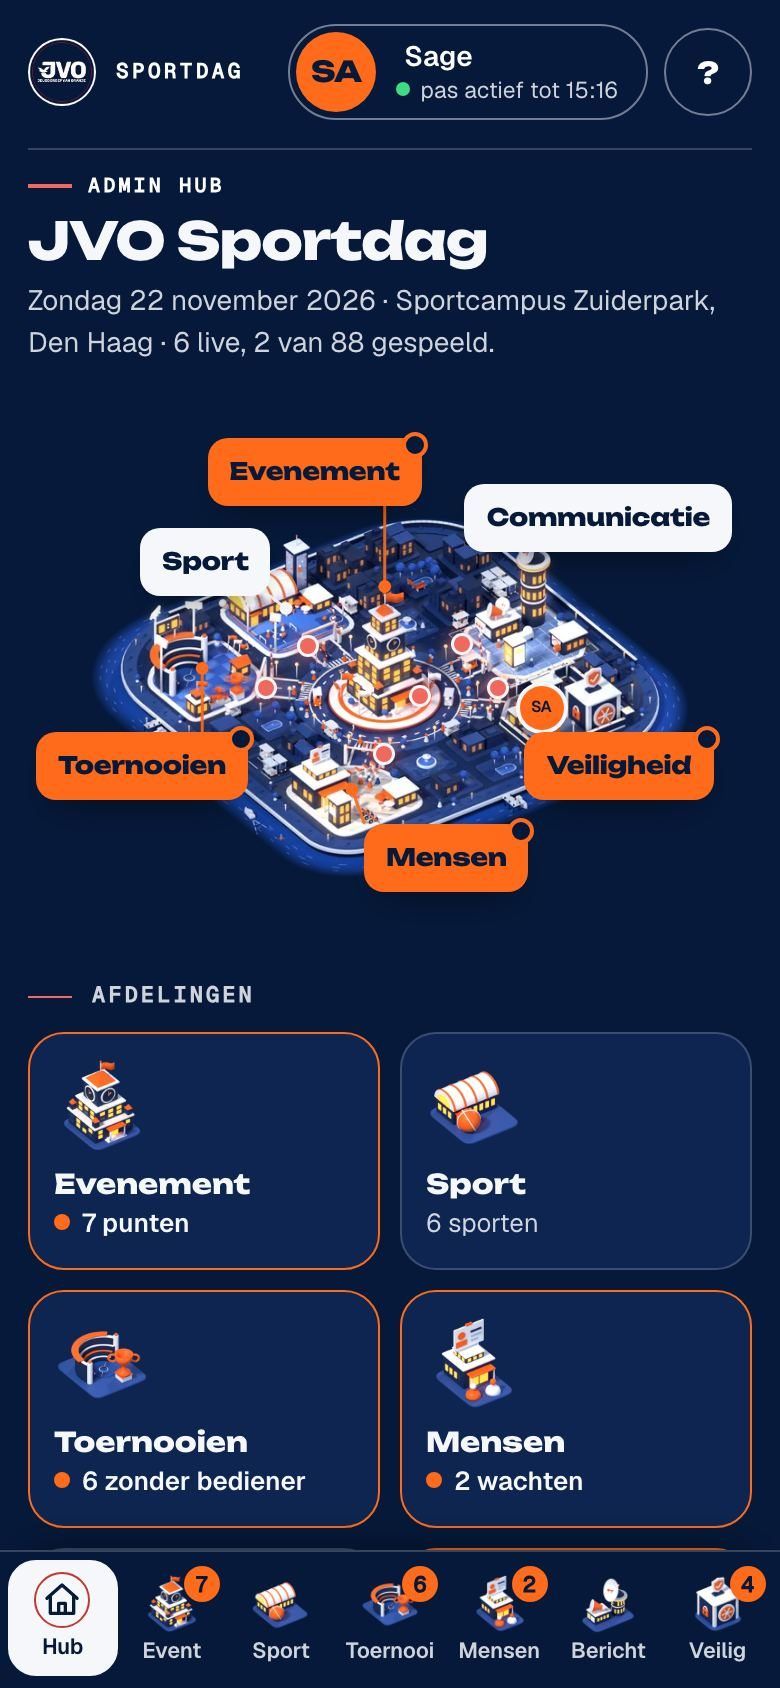 JVO
SPORTDAG
SA
Sage
pas actief tot 15:16
?
ADMIN HUB
JVO Sportdag
Zondag 22 november 2026 · Sportcampus Zuiderpark,
Den Haag · 6 live, 2 van 88 gespeeld.
Evenement
Communicatie
Sport
SA
Toernooien
Veiligheid
Mensen
AFDELINGEN
Evenement
7 punten
Sport
6 sporten
Toernooien
6 zonder bediener
Mensen
2 wachten
Hub
7
Event
Sport
6
Toernooi
2
Mensen
Bericht
4
Veilig